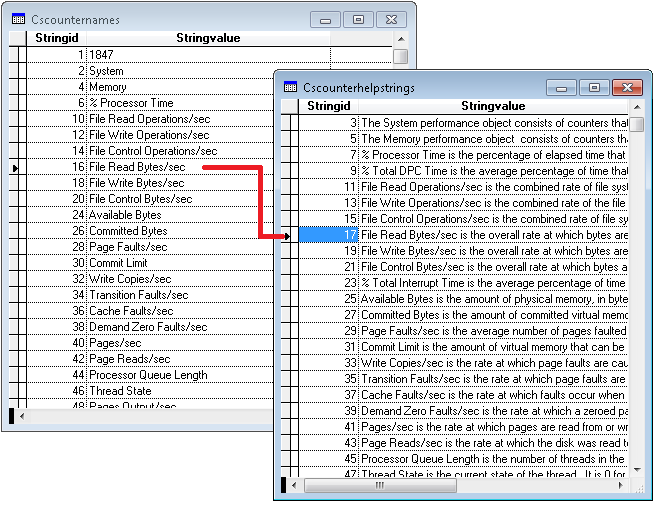 Cscounternames
Stringid Stringvalue
1 1847
2 System
4 Memory
6 % Processor Time
10 File Read Operations/sec
12 File Write Operations/sec
14 File Control Operations/sec
16 File Read Bytes/sec
18 File Write Bytes/sec
20 File Control Bytes/sec
24 Available Bytes
26 Committed Bytes
28 Page Faults/sec
30 Commit Limit
32 Write Copies/sec
34 Transition Faults/sec
36 Cache Faults/sec
38 Demand Zero Faults/sec
40 Pages/sec
42 Page Reads/sec
44 Processor Queue Length
46 Thread State
48 Pages Output/sec
Cscounterhelpstrings
Stringid Stringvalue
3 The System performance object consists of counters that
5 The Memory performance object consists of counters tha
7 % Processor Time is the percentage of elapsed time that
9 % Total DPC Time is the average percentage of time that
11 File Read Operations/sec is the combined rate of file syst
13 File Write Operations/sec is the combined rate of the file
15 File Control Operations/sec is the combined rate of file sy
17 File Read Bytes/sec is the overall rate at which bytes are
19 File Write Bytes/sec is the overall rate at which bytes are
21 File Control Bytes/sec is the overall rate at which bytes a
23 % Total Interrupt Time is the average percentage of time
25 Available Bytes is the amount of physical memory, in byte
27 Committed Bytes is the amount of committed virtual memo
29 Page Faults/sec is the average number of pages faulted
31 Commit Limit is the amount of virtual memory that can be
33 Write Copies/sec is the rate at which page faults are cau
35 Transition Faults/sec is the rate at which page faults are
37 Cache Faults/sec is the rate at which faults occur when
39 Demand Zero Faults/sec is the rate at which a zeroed pa
41 Pages/sec is the rate at which pages are read from or wr
43 Page Reads/sec is the rate at which the disk was read to
45 Processor Queue Length is the number of threads in the
47 Thread State is the current state of the thread. It is 0 for